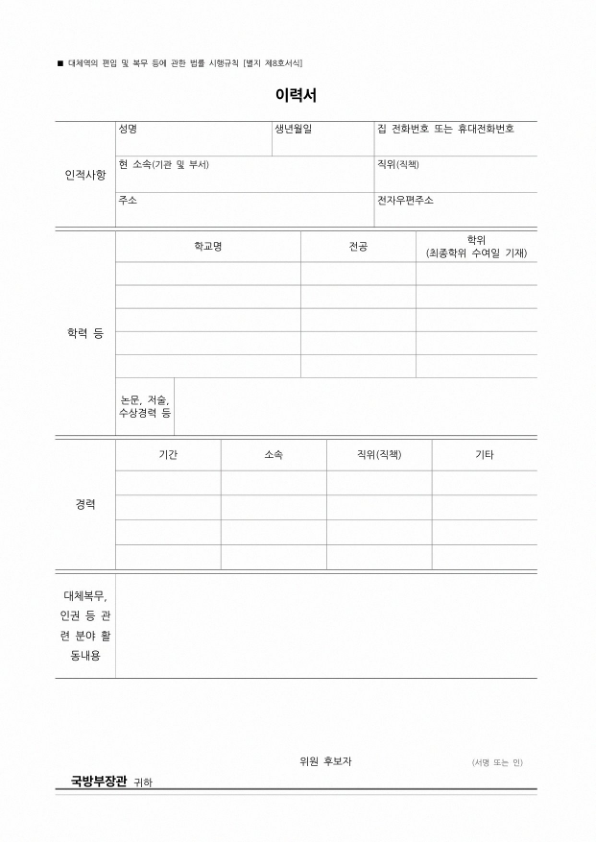 ■ 대체역의 편입 및 복무 등에 관한 법률 시행규칙 [별지 제8호서식]
이력서
인적사항
성명
생년월일
집 전화번호 또는 휴대전화번호
현 소속(기관 및 부서)
직위(직책)
주소
전자우편주소
학력 등
학교명
전공
학위
(최종학위 수여일 기재)
논문, 저술,
수상경력 등
경력
기간
소속
직위(직책)
기타
대체복무,
인권 등 관
련 분야 활
동내용
위원 후보자
(서명 또는 인)
국방부장관 귀하